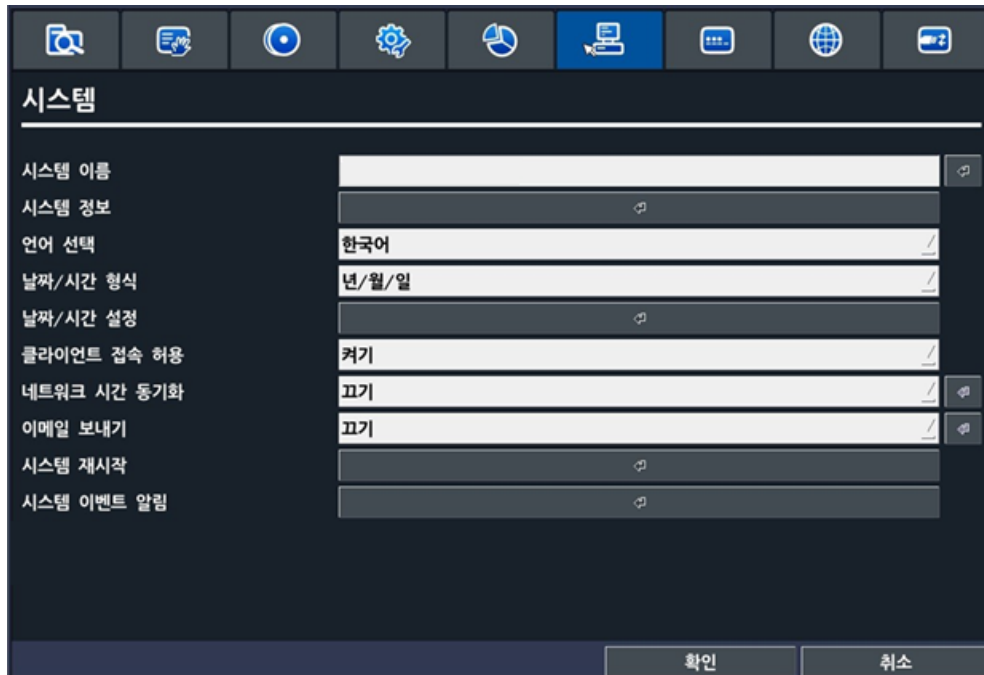 시스템
시스템 이름
시스템 정보
언어 선택 한국어
날짜/시간 형식 년/월/일
날짜/시간 설정
클라이언트 접속 허용 켜기
네트워크 시간 동기화 끄기
이메일 보내기 끄기
시스템 재시작
시스템 이벤트 알림
확인 취소